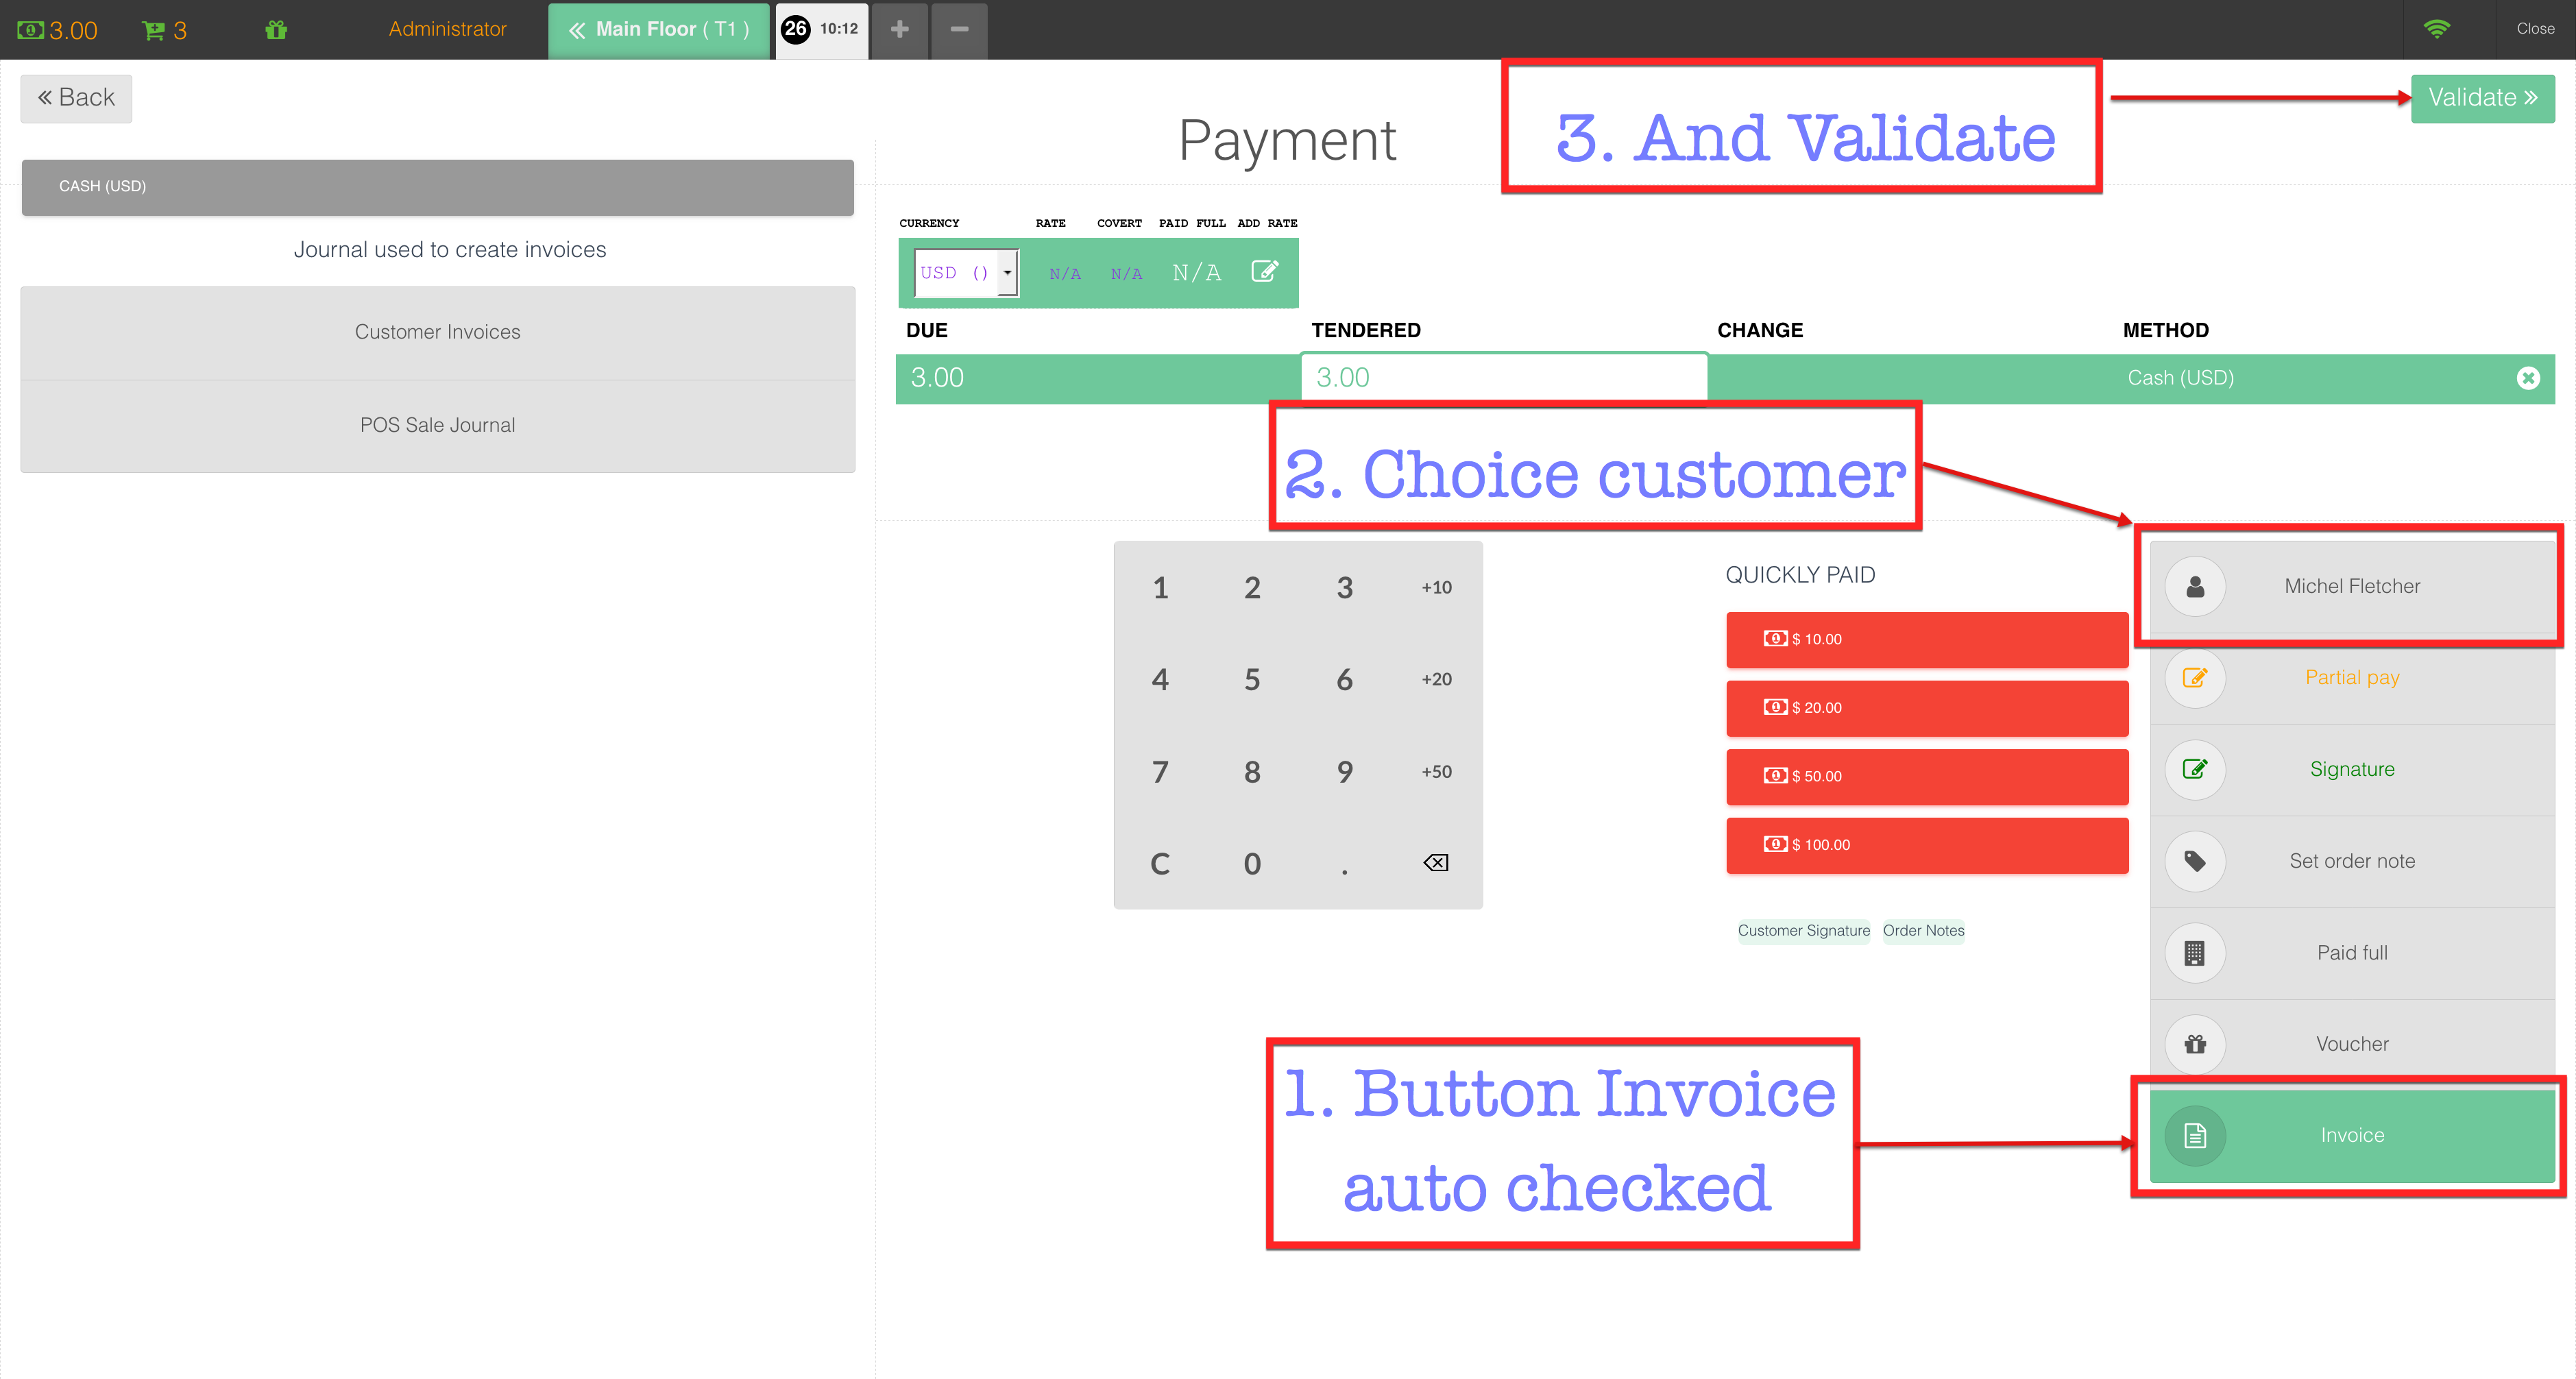 3.00
3
Administrator
Main Floor ( T1 )
26 10:12
Close
Back
Payment
3. And Validate
Validate
CASH (USD)
Journal used to create invoices
Customer Invoices
POS Sale Journal
CURRENCY RATE COVERT PAID FULL ADD RATE
USD () N/A N/A N/A
DUE TENDERED CHANGE METHOD
3.00 3.00 Cash (USD)
2. Choice customer
1 2 3 +10
4 5 6 +20
7 8 9 +50
C 0 .
QUICKLY PAID
$ 10.00
$ 20.00
$ 50.00
$ 100.00
Customer Signature Order Notes
Michel Fletcher
Partial pay
Signature
Set order note
Paid full
Voucher
Invoice
1. Button Invoice
auto checked